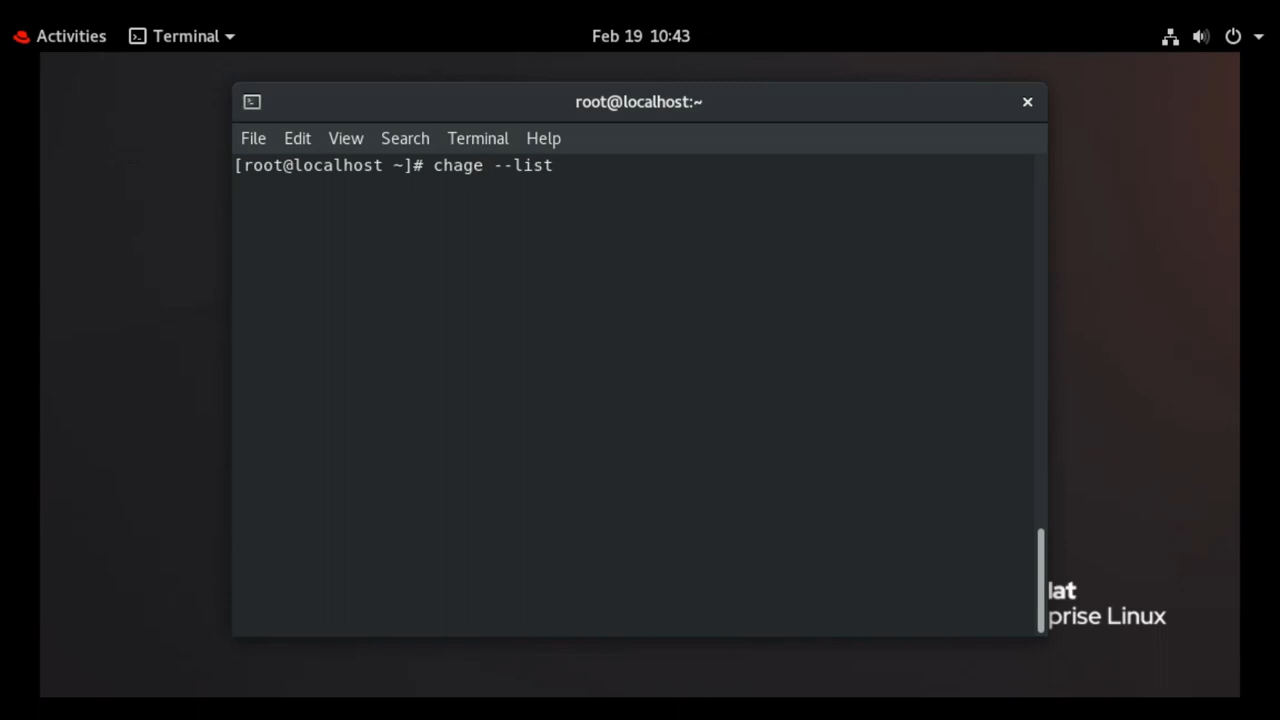 Activities Terminal Feb 19 10:43
root@localhost:~
File Edit View Search Terminal Help
[root@localhost ~]# chage --list
prise Linux